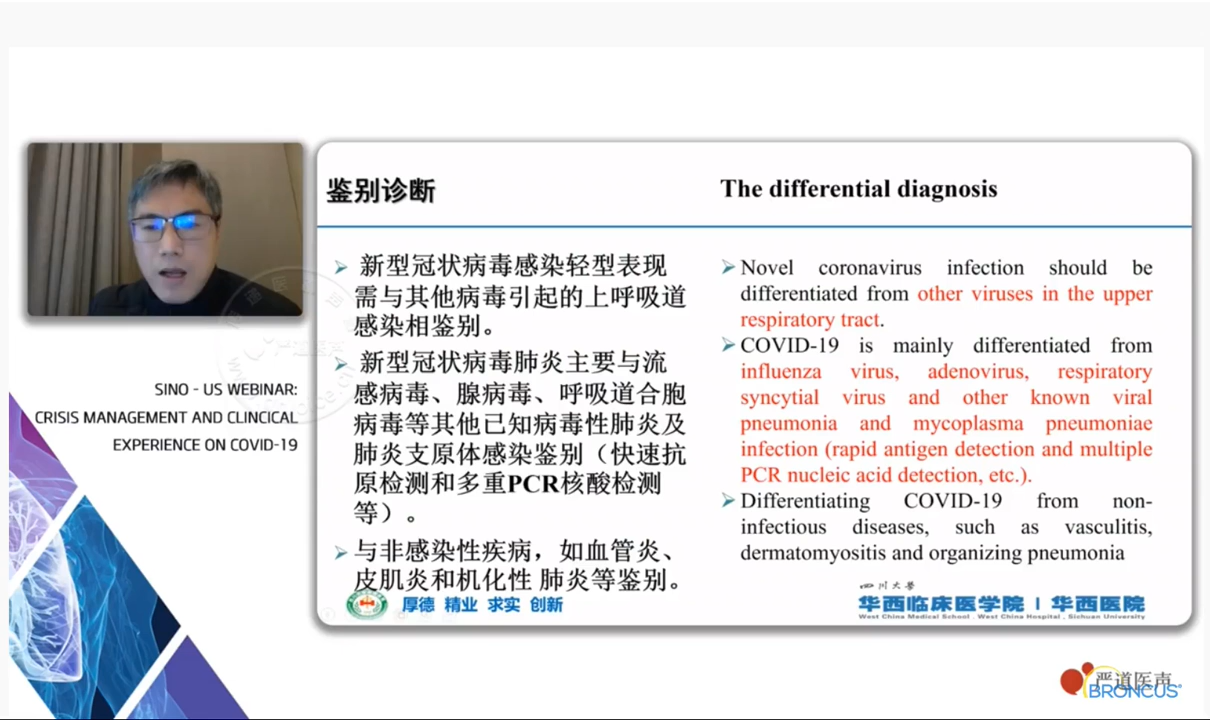 鉴别诊断
The differential diagnosis
新型冠状病毒感染轻型表现
需与其他病毒引起的上呼吸道
感染相鉴别。
新型冠状病毒肺炎主要与流
感病毒、腺病毒、呼吸道合胞
病毒等其他已知病毒性肺炎及
肺炎支原体感染鉴别（快速抗
原检测和多重PCR核酸检测
等）。
与非感染性疾病，如血管炎、
皮肌炎和机化性 肺炎等鉴别。
Novel coronavirus infection should be
differentiated from other viruses in the upper
respiratory tract.
COVID-19 is mainly differentiated from
influenza virus, adenovirus, respiratory
syncytial virus and other known viral
pneumonia and mycoplasma pneumoniae
infection (rapid antigen detection and multiple
PCR nucleic acid detection, etc.).
Differentiating COVID-19 from non-
infectious diseases, such as vasculitis,
dermatomyositis and organizing pneumonia
厚德 精业 求实 创新
四川大学
华西临床医学院 | 华西医院
West China Medical School . West China Hospital . Sichuan University
SINO - US WEBINAR:
CRISIS MANAGEMENT AND CLINCICAL
EXPERIENCE ON COVID-19
严道医声
BRONCUS